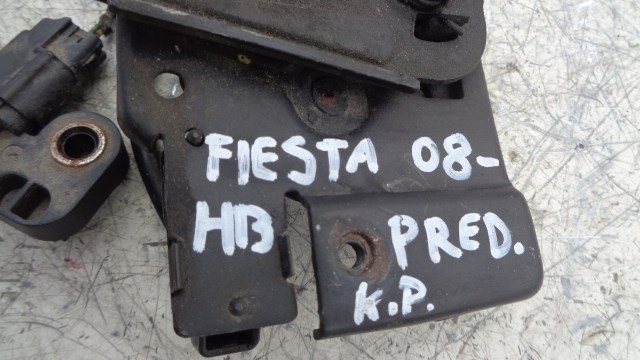 FIESTA 08-
HB PRED.
K.P.